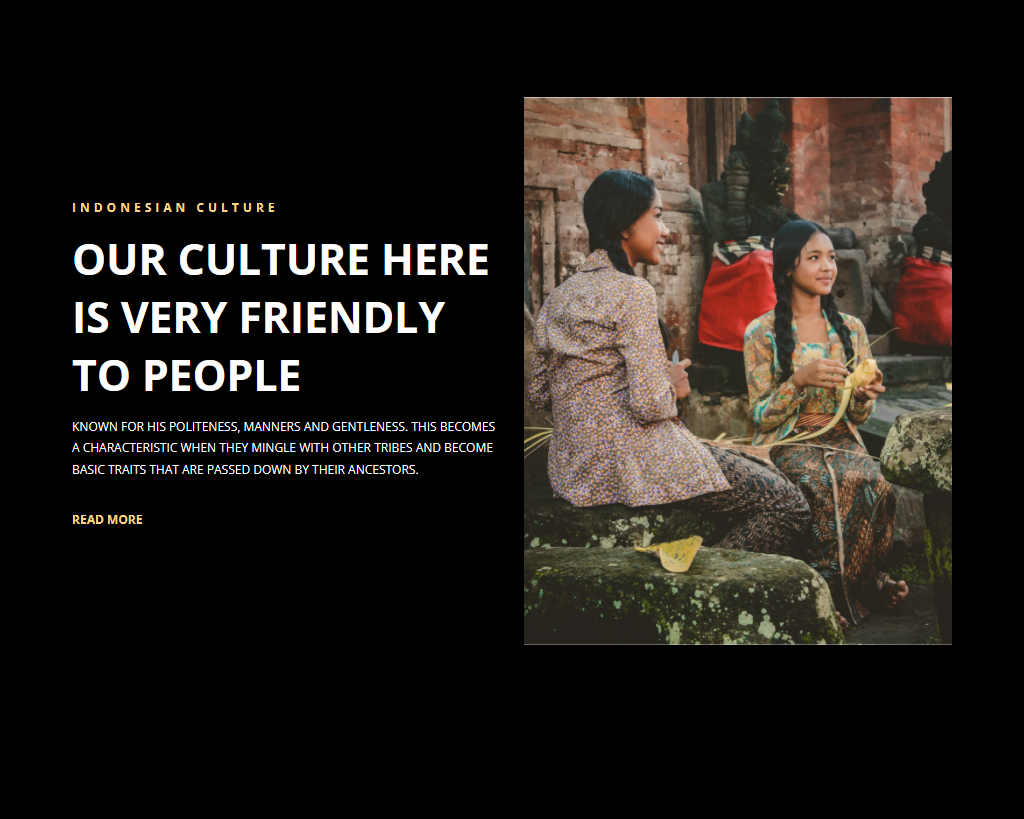 INDONESIAN CULTURE
OUR CULTURE HERE
IS VERY FRIENDLY
TO PEOPLE
KNOWN FOR HIS POLITENESS, MANNERS AND GENTLENESS. THIS BECOMES
A CHARACTERISTIC WHEN THEY MINGLE WITH OTHER TRIBES AND BECOME
BASIC TRAITS THAT ARE PASSED DOWN BY THEIR ANCESTORS.
READ MORE